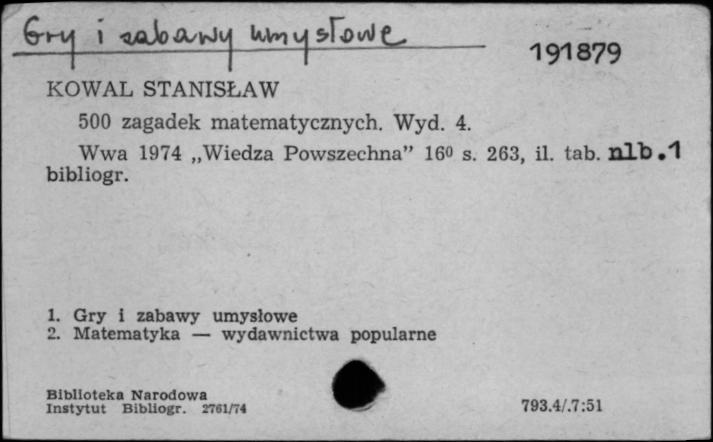 Gry i zabawy umysłowe
191879
KOWAL STANISŁAW
500 zagadek matematycznych. Wyd. 4.
Wwa 1974 „Wiedza Powszechna” 16⁰ s. 263, il. tab. nlb.1
bibliogr.
1. Gry i zabawy umysłowe
2. Matematyka — wydawnictwa popularne
Biblioteka Narodowa
Instytut Bibliogr. 2761/74
793.4/.7:51